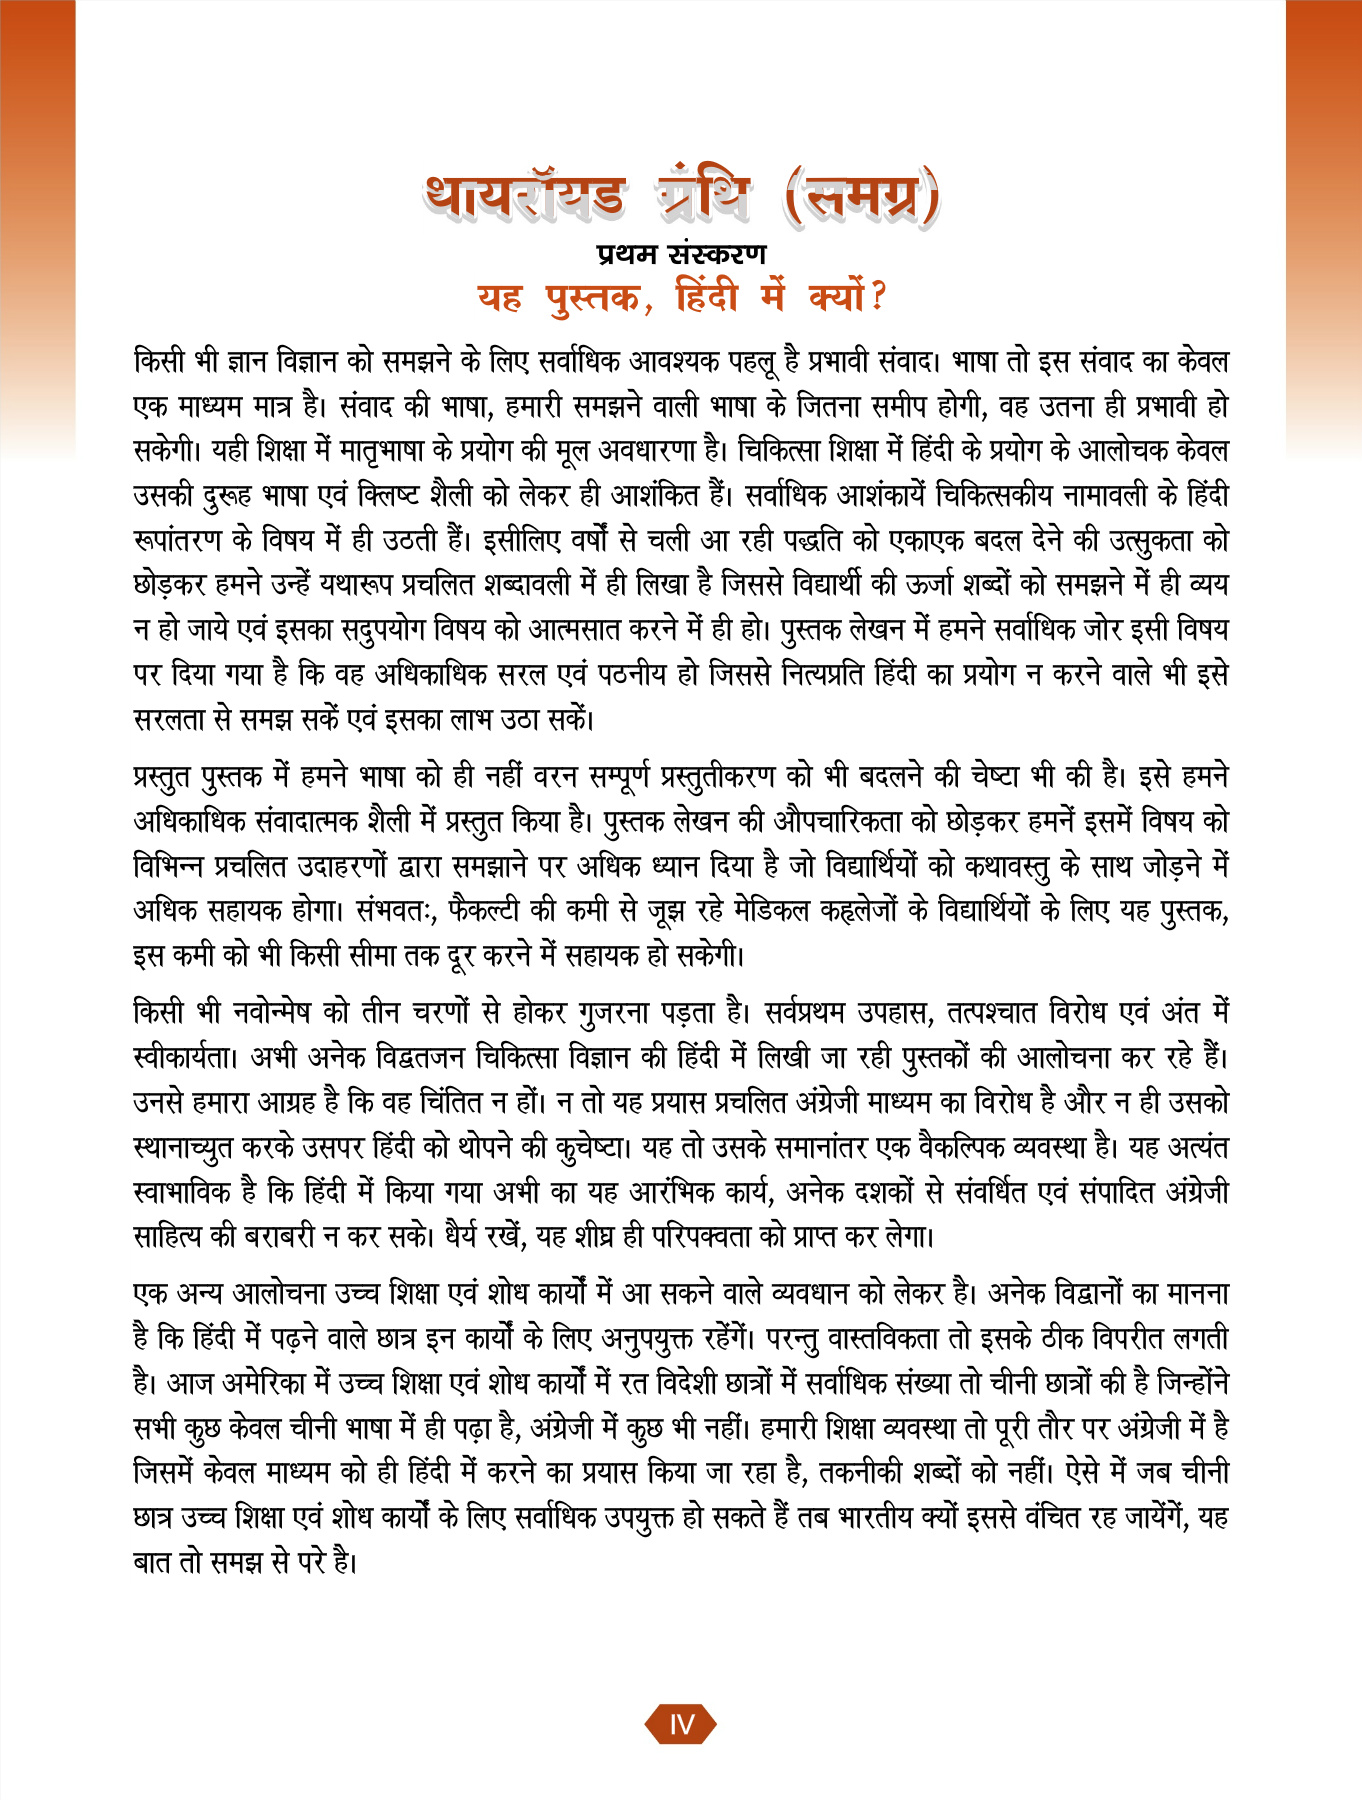 थायरॉयड ग्रंथि (समग्र)
प्रथम संस्करण
यह पुस्तक, हिंदी में क्यों?
किसी भी ज्ञान विज्ञान को समझने के लिए सर्वाधिक आवश्यक पहलू है प्रभावी संवाद। भाषा तो इस संवाद का केवल
एक माध्यम मात्र है। संवाद की भाषा, हमारी समझने वाली भाषा के जितना समीप होगी, वह उतना ही प्रभावी हो
सकेगी। यही शिक्षा में मातृभाषा के प्रयोग की मूल अवधारणा है। चिकित्सा शिक्षा में हिंदी के प्रयोग के आलोचक केवल
उसकी दुरूह भाषा एवं क्लिष्ट शैली को लेकर ही आशंकित हैं। सर्वाधिक आशंकायें चिकित्सकीय नामावली के हिंदी
रूपांतरण के विषय में ही उठती हैं। इसीलिए वर्षों से चली आ रही पद्धति को एकाएक बदल देने की उत्सुकता को
छोड़कर हमने उन्हें यथारूप प्रचलित शब्दावली में ही लिखा है जिससे विद्यार्थी की ऊर्जा शब्दों को समझने में ही व्यय
न हो जाये एवं इसका सदुपयोग विषय को आत्मसात करने में ही हो। पुस्तक लेखन में हमने सर्वाधिक जोर इसी विषय
पर दिया गया है कि वह अधिकाधिक सरल एवं पठनीय हो जिससे नित्यप्रति हिंदी का प्रयोग न करने वाले भी इसे
सरलता से समझ सकें एवं इसका लाभ उठा सकें।
प्रस्तुत पुस्तक में हमने भाषा को ही नहीं वरन सम्पूर्ण प्रस्तुतीकरण को भी बदलने की चेष्टा भी की है। इसे हमने
अधिकाधिक संवादात्मक शैली में प्रस्तुत किया है। पुस्तक लेखन की औपचारिकता को छोड़कर हमनें इसमें विषय को
विभिन्न प्रचलित उदाहरणों द्वारा समझाने पर अधिक ध्यान दिया है जो विद्यार्थियों को कथावस्तु के साथ जोड़ने में
अधिक सहायक होगा। संभवतः, फैकल्टी की कमी से जूझ रहे मेडिकल कहृलेजों के विद्यार्थियों के लिए यह पुस्तक,
इस कमी को भी किसी सीमा तक दूर करने में सहायक हो सकेगी।
किसी भी नवोन्मेष को तीन चरणों से होकर गुजरना पड़ता है। सर्वप्रथम उपहास, तत्पश्चात विरोध एवं अंत में
स्वीकार्यता। अभी अनेक विद्वतजन चिकित्सा विज्ञान की हिंदी में लिखी जा रही पुस्तकों की आलोचना कर रहे हैं।
उनसे हमारा आग्रह है कि वह चिंतित न हों। न तो यह प्रयास प्रचलित अंग्रेजी माध्यम का विरोध है और न ही उसको
स्थानाच्युत करके उसपर हिंदी को थोपने की कुचेष्टा। यह तो उसके समानांतर एक वैकल्पिक व्यवस्था है। यह अत्यंत
स्वाभाविक है कि हिंदी में किया गया अभी का यह आरंभिक कार्य, अनेक दशकों से संवर्धित एवं संपादित अंग्रेजी
साहित्य की बराबरी न कर सके। धैर्य रखें, यह शीघ्र ही परिपक्वता को प्राप्त कर लेगा।
एक अन्य आलोचना उच्च शिक्षा एवं शोध कार्यों में आ सकने वाले व्यवधान को लेकर है। अनेक विद्वानों का मानना
है कि हिंदी में पढ़ने वाले छात्र इन कार्यों के लिए अनुपयुक्त रहेंगें। परन्तु वास्तविकता तो इसके ठीक विपरीत लगती
है। आज अमेरिका में उच्च शिक्षा एवं शोध कार्यों में रत विदेशी छात्रों में सर्वाधिक संख्या तो चीनी छात्रों की है जिन्होंने
सभी कुछ केवल चीनी भाषा में ही पढ़ा है, अंग्रेजी में कुछ भी नहीं। हमारी शिक्षा व्यवस्था तो पूरी तौर पर अंग्रेजी में है
जिसमें केवल माध्यम को ही हिंदी में करने का प्रयास किया जा रहा है, तकनीकी शब्दों को नहीं। ऐसे में जब चीनी
छात्र उच्च शिक्षा एवं शोध कार्यों के लिए सर्वाधिक उपयुक्त हो सकते हैं तब भारतीय क्यों इससे वंचित रह जायेंगें, यह
बात तो समझ से परे है।
IV